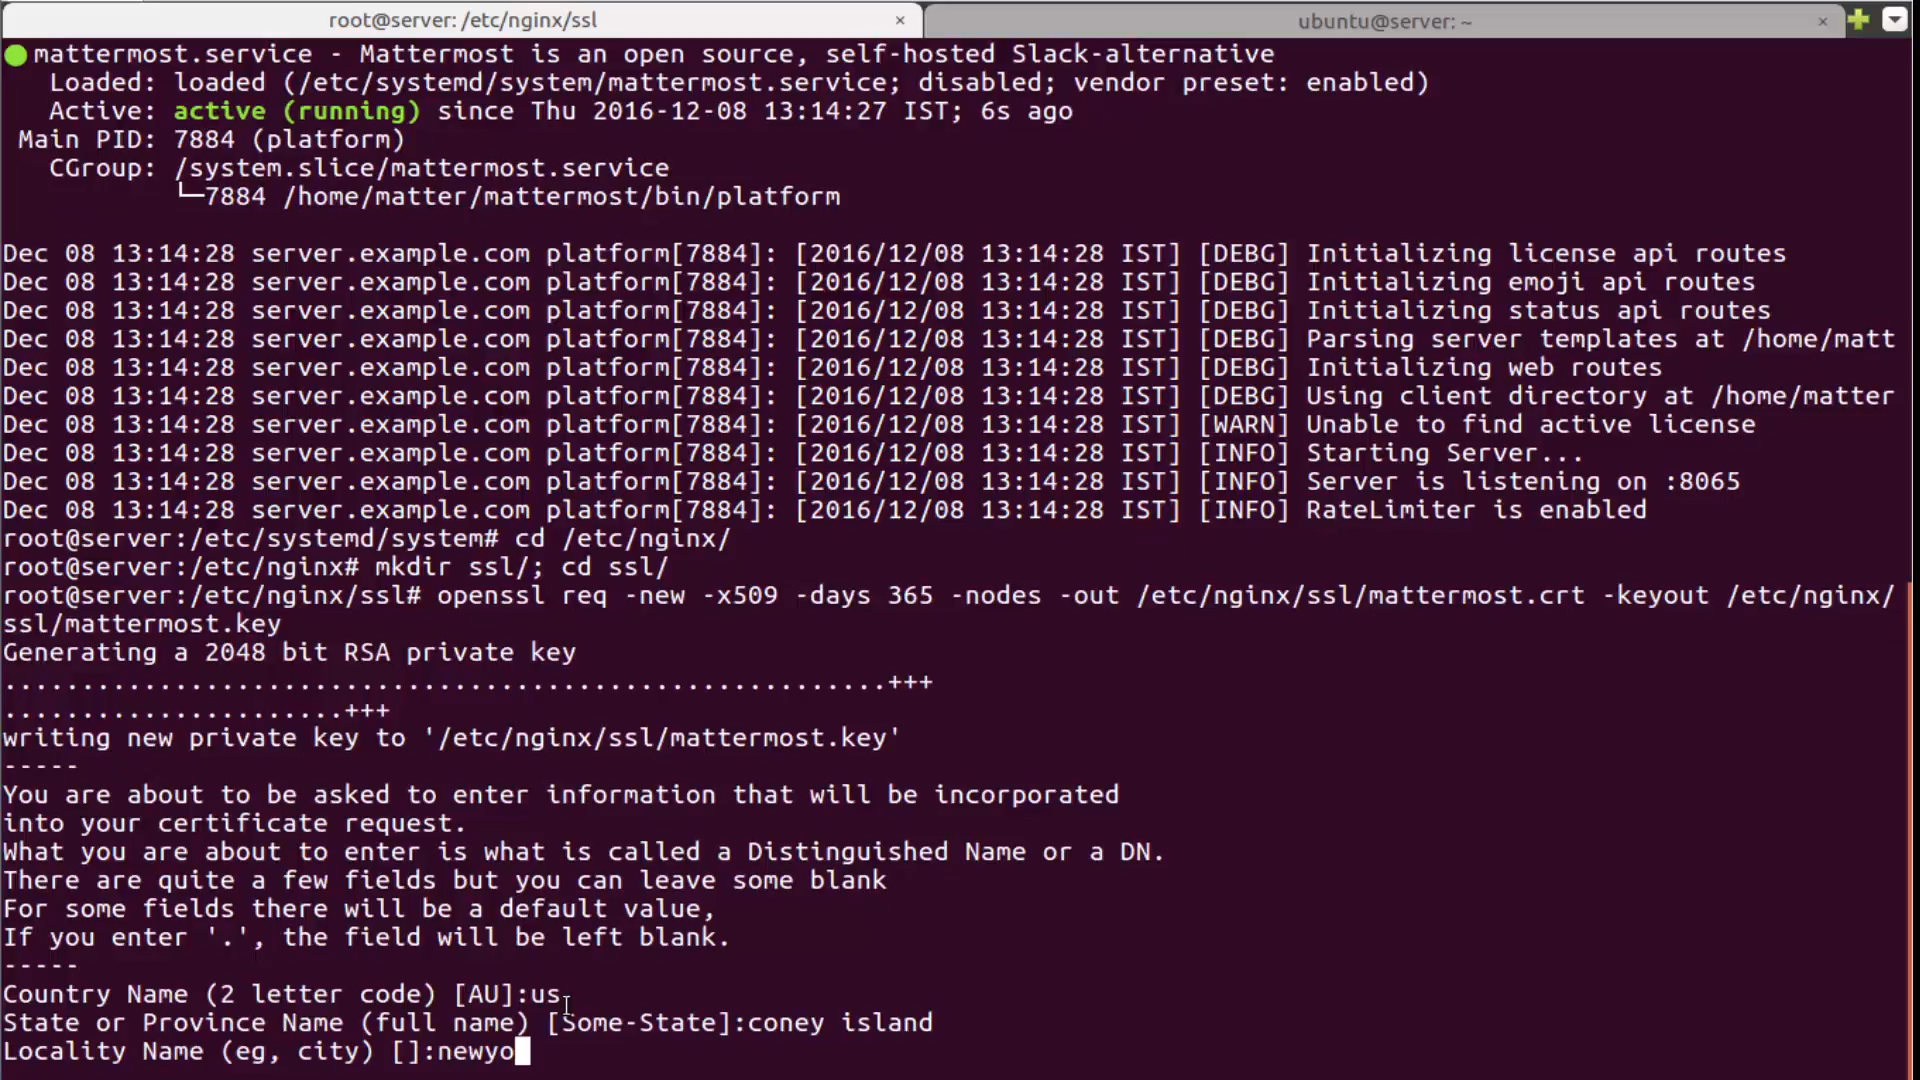 root@server: /etc/nginx/ssl × ubuntu@server: ~ ×
mattermost.service - Mattermost is an open source, self-hosted Slack-alternative
Loaded: loaded (/etc/systemd/system/mattermost.service; disabled; vendor preset: enabled)
Active: active (running) since Thu 2016-12-08 13:14:27 IST; 6s ago
Main PID: 7884 (platform)
CGroup: /system.slice/mattermost.service
└─7884 /home/matter/mattermost/bin/platform
Dec 08 13:14:28 server.example.com platform[7884]: [2016/12/08 13:14:28 IST] [DEBG] Initializing license api routes
Dec 08 13:14:28 server.example.com platform[7884]: [2016/12/08 13:14:28 IST] [DEBG] Initializing emoji api routes
Dec 08 13:14:28 server.example.com platform[7884]: [2016/12/08 13:14:28 IST] [DEBG] Initializing status api routes
Dec 08 13:14:28 server.example.com platform[7884]: [2016/12/08 13:14:28 IST] [DEBG] Parsing server templates at /home/matt
Dec 08 13:14:28 server.example.com platform[7884]: [2016/12/08 13:14:28 IST] [DEBG] Initializing web routes
Dec 08 13:14:28 server.example.com platform[7884]: [2016/12/08 13:14:28 IST] [DEBG] Using client directory at /home/matter
Dec 08 13:14:28 server.example.com platform[7884]: [2016/12/08 13:14:28 IST] [WARN] Unable to find active license
Dec 08 13:14:28 server.example.com platform[7884]: [2016/12/08 13:14:28 IST] [INFO] Starting Server...
Dec 08 13:14:28 server.example.com platform[7884]: [2016/12/08 13:14:28 IST] [INFO] Server is listening on :8065
Dec 08 13:14:28 server.example.com platform[7884]: [2016/12/08 13:14:28 IST] [INFO] RateLimiter is enabled
root@server:/etc/systemd/system# cd /etc/nginx/
root@server:/etc/nginx# mkdir ssl/; cd ssl/
root@server:/etc/nginx/ssl# openssl req -new -x509 -days 365 -nodes -out /etc/nginx/ssl/mattermost.crt -keyout /etc/nginx/
ssl/mattermost.key
Generating a 2048 bit RSA private key
.........................................................+++
......................+++
writing new private key to '/etc/nginx/ssl/mattermost.key'
-----
You are about to be asked to enter information that will be incorporated
into your certificate request.
What you are about to enter is what is called a Distinguished Name or a DN.
There are quite a few fields but you can leave some blank
For some fields there will be a default value,
If you enter '.', the field will be left blank.
-----
Country Name (2 letter code) [AU]:us
State or Province Name (full name) [Some-State]:coney island
Locality Name (eg, city) []:newyo